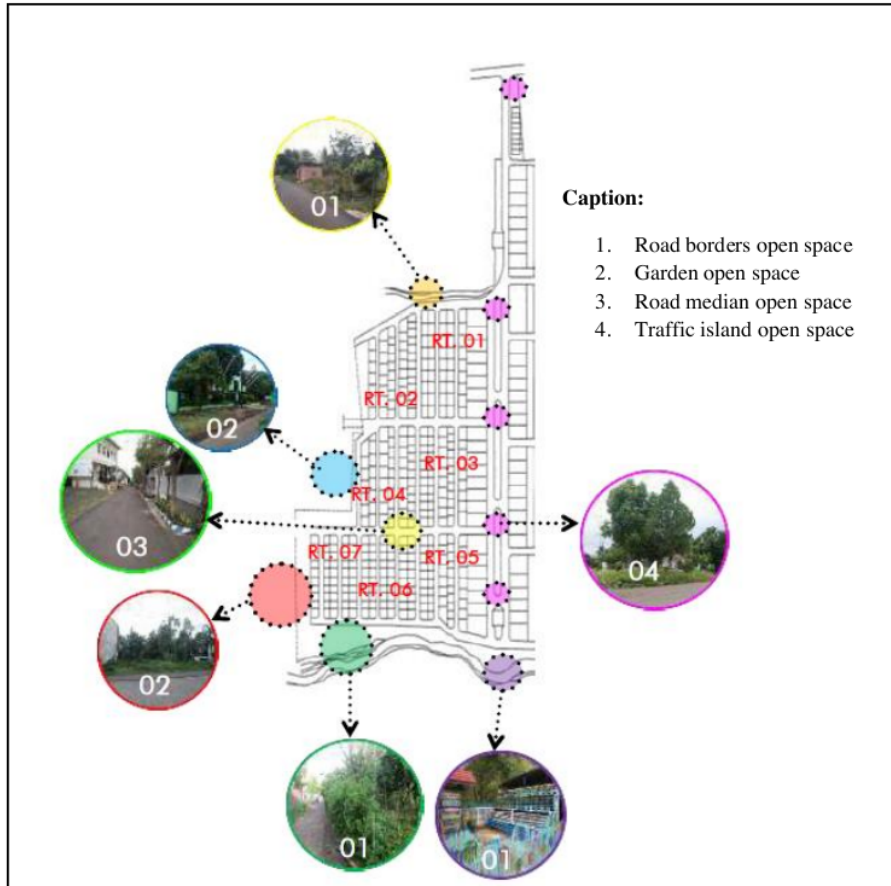 01
Caption:
1. Road borders open space
2. Garden open space
3. Road median open space
4. Traffic island open space
RT. 01
RT. 02
02
RT. 03
RT. 04
03
04
RT. 07
RT. 05
RT. 06
02
01
01